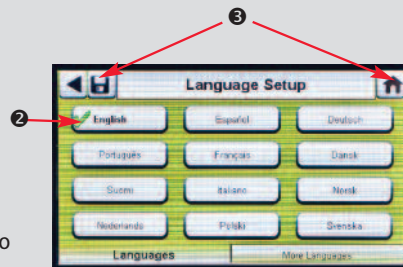 ❸
Language Setup
❷
English Español Deutsch
Português Français Dansk
Suomi Italiano Norsk
Nederlands Polski Svenska
o
Languages More Languages